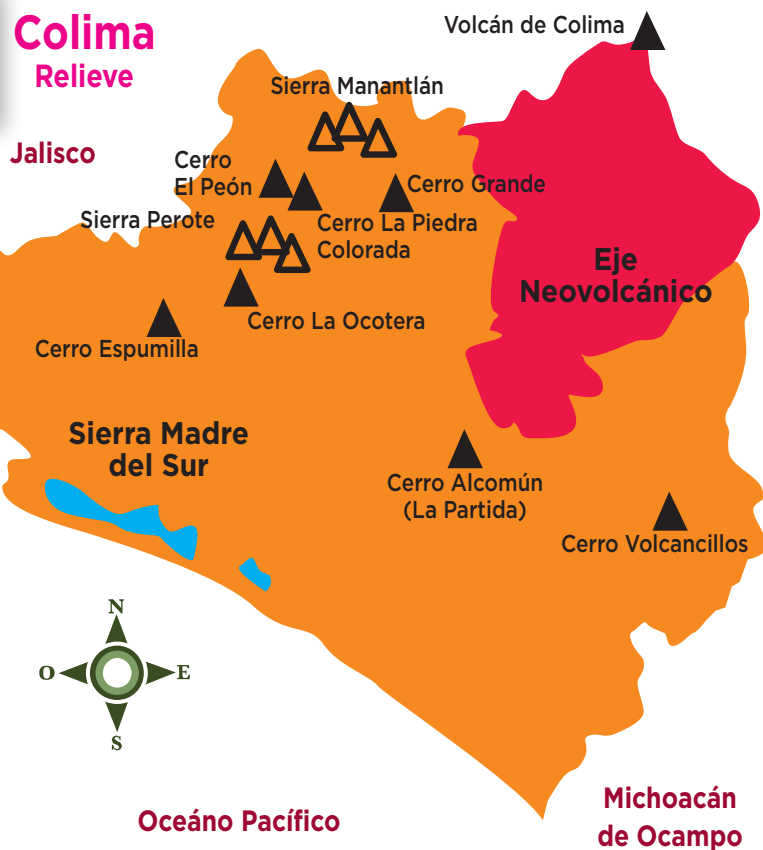 Colima
Relieve
Volcán de Colima
Sierra Manantlán
Jalisco
Cerro
El Peón
Cerro Grande
Sierra Perote
Cerro La Piedra
Colorada
Eje
Neovolcánico
Cerro La Ocotera
Cerro Espumilla
Sierra Madre
del Sur
Cerro Alcomún
(La Partida)
Cerro Volcancillos
N
O
E
S
Oceáno Pacífico
Michoacán
de Ocampo